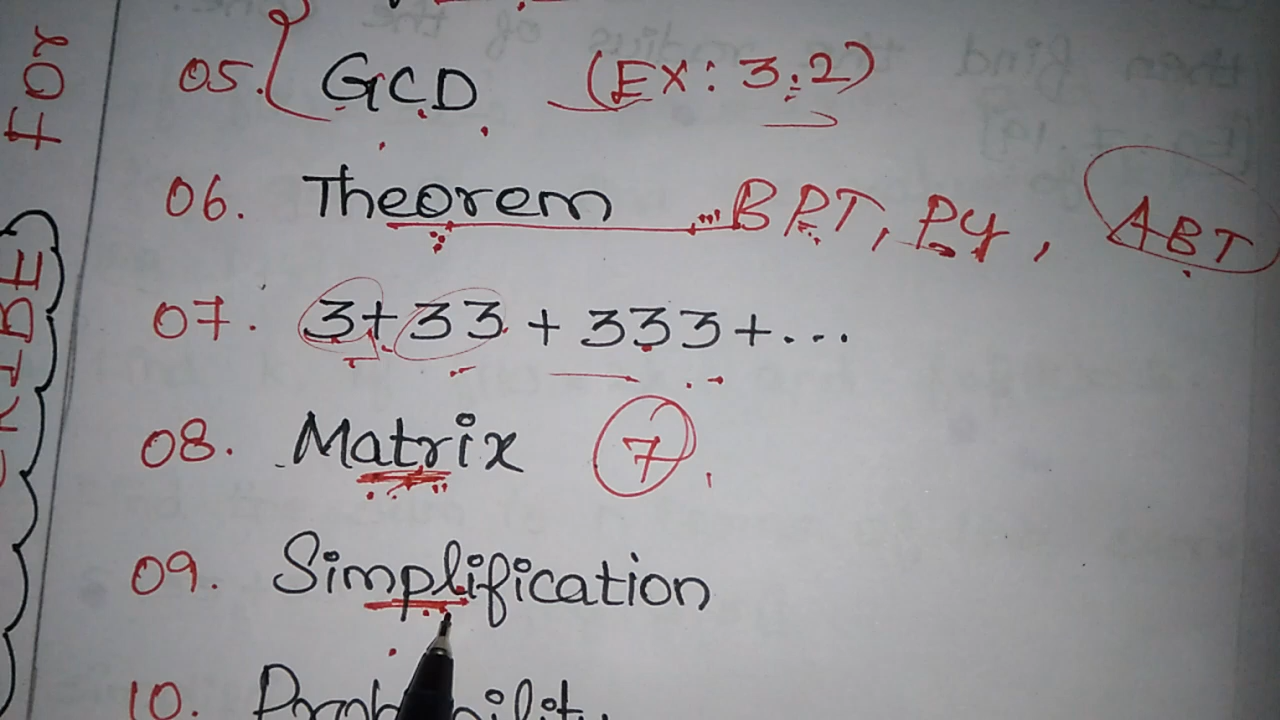 05. GCD (EX: 3.2)
06. Theorem ... BPT, PY, ABT
07. 3+33+333+...
08. Matrix 7
09. Simplification
10.
FOR